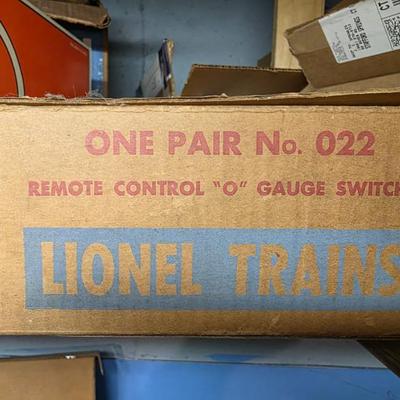 ONE PAIR No. 022
REMOTE CONTROL "O" GAUGE SWITCH
LIONEL TRAINS